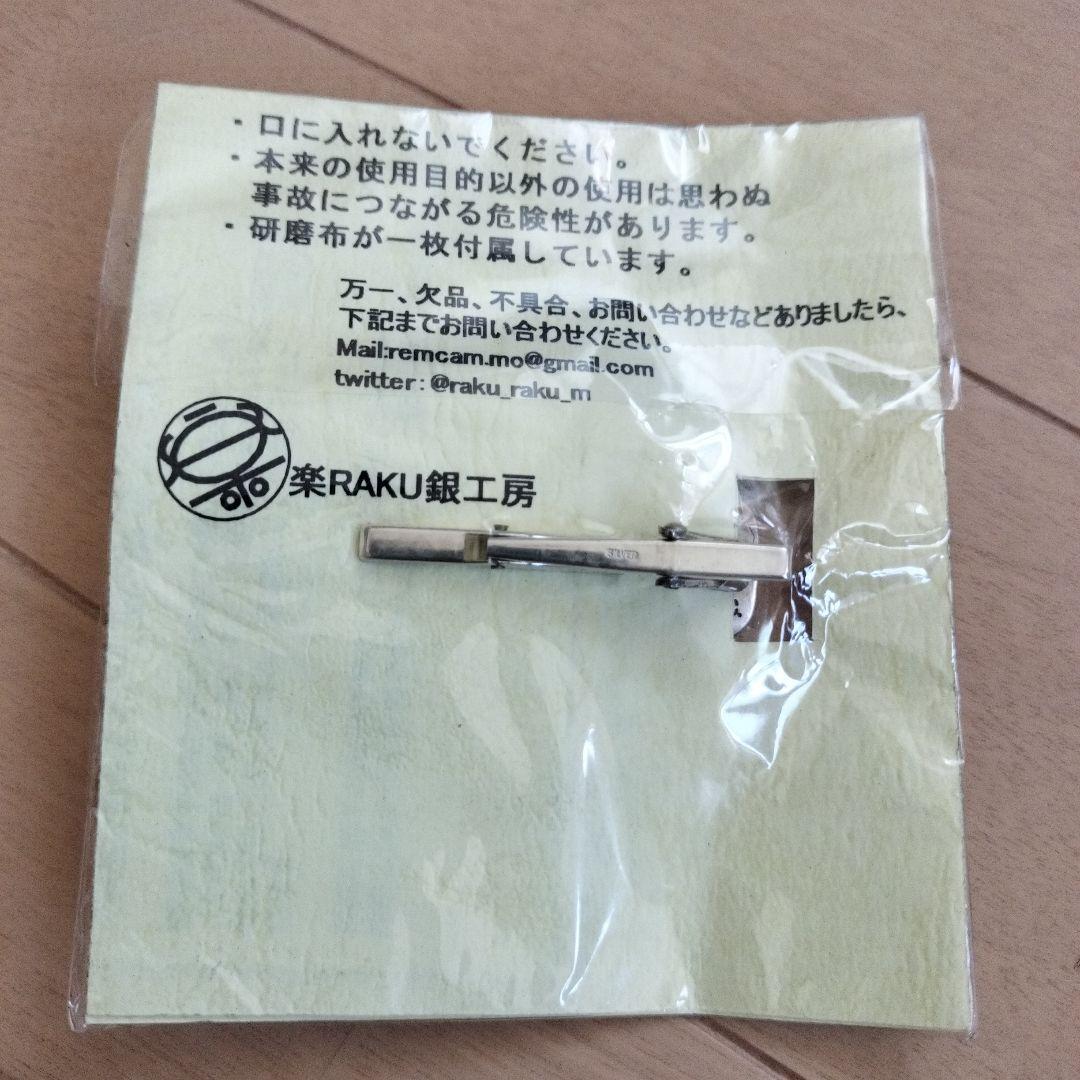 ・口に入れないでください。
・本来の使用目的以外の使用は思わぬ
事故につながる危険性があります。
・研磨布が一枚付属しています。
万一、欠品、不具合、お問い合わせなどありましたら、
下記までお問い合わせください。
Mail:remcam.mo@gmail.com
twitter:@raku_raku_m
楽RAKU銀工房
SILVER